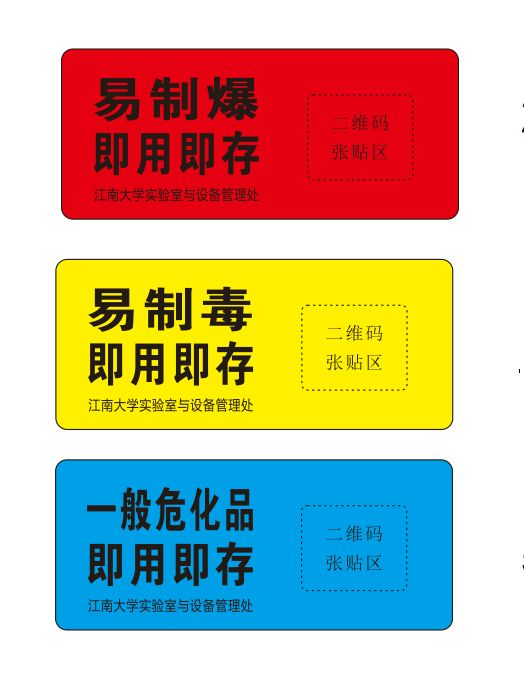 易制爆
即用即存
江南大学实验室与设备管理处
二维码
张贴区
易制毒
即用即存
江南大学实验室与设备管理处
二维码
张贴区
一般危化品
即用即存
江南大学实验室与设备管理处
二维码
张贴区